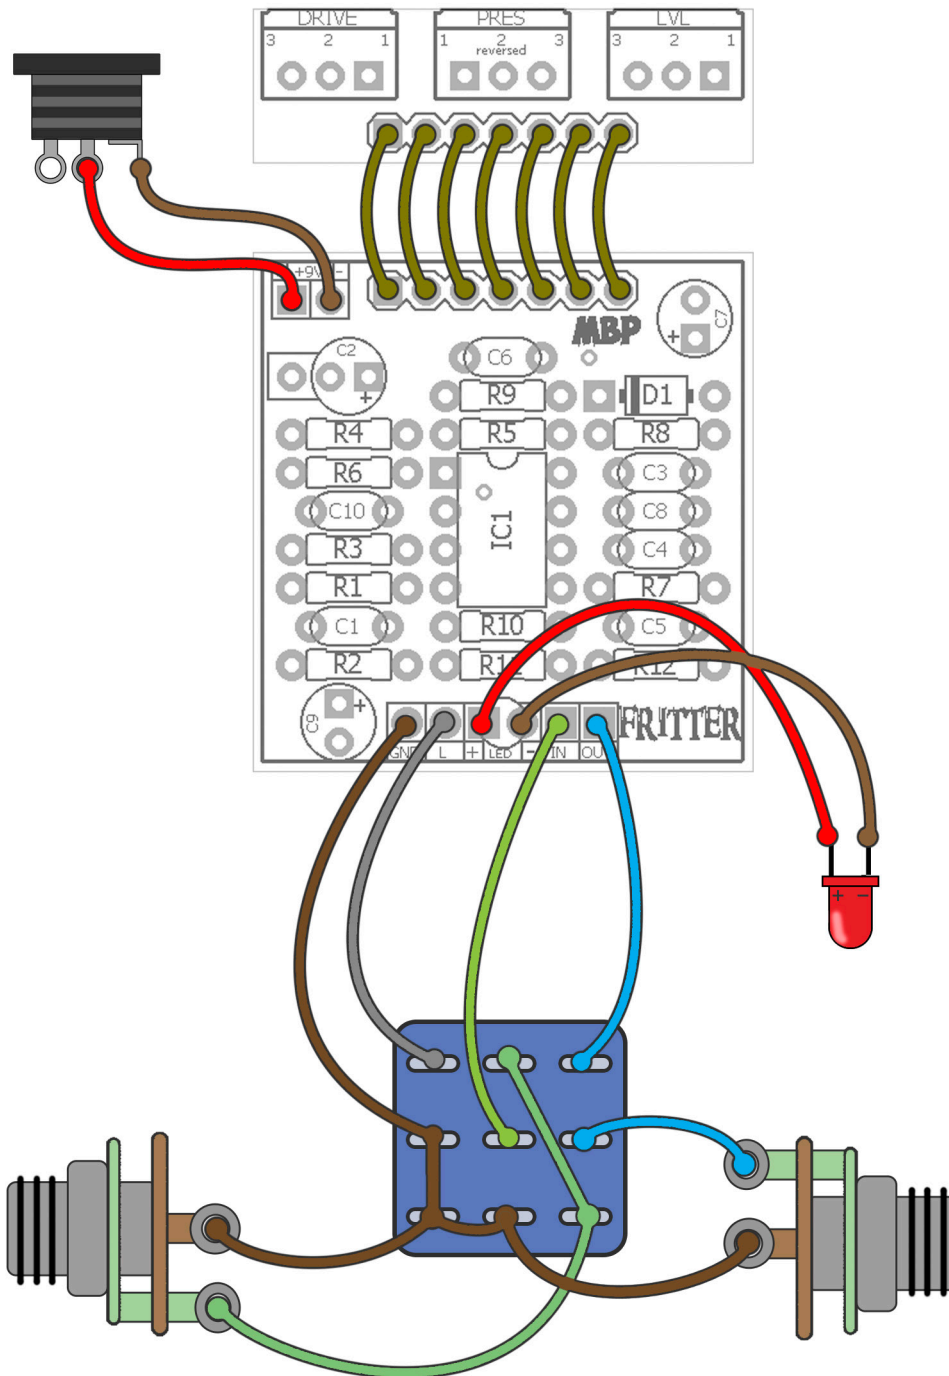 DRIVE PRES LVL
3 2 1 1 2 3 3 2 1
reversed
+9V -
MBP
C7
+
C2
+
C6
R9 D1
R4 R5 R8
R6 C3
C10 IC1 C8
R3 C4
R1 R7
C1 R10 C5
R2 R11 R12
C9
+
FRITTER
GND L + LED - IN OUT
+ -